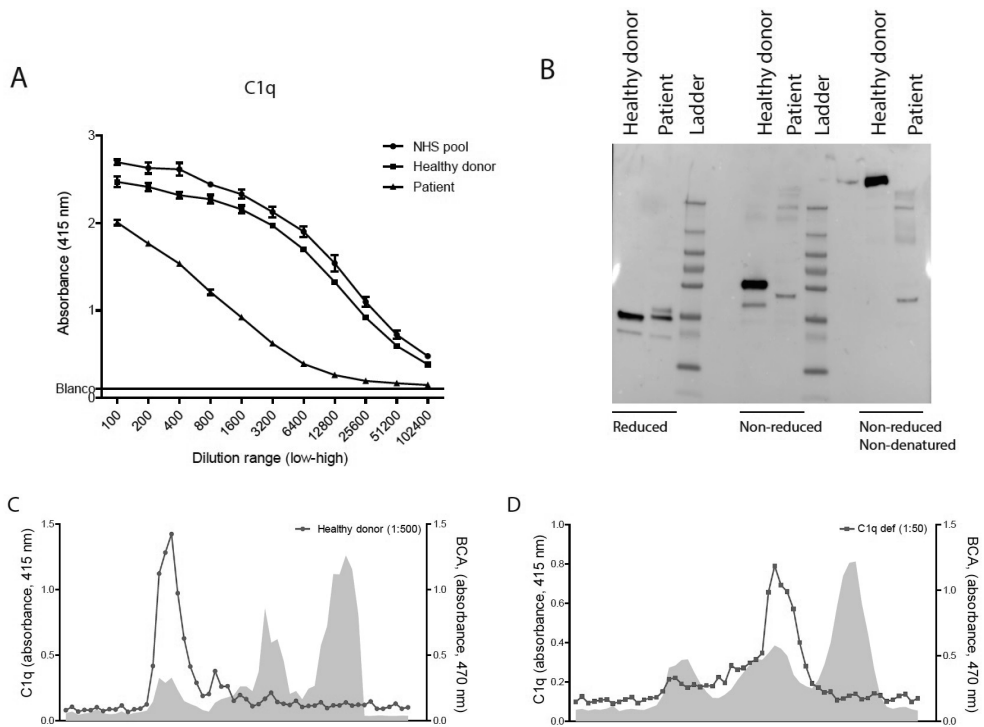 A
C1q
NHS pool
Healthy donor
Patient
Absorbance (415 nm)
3
2
1
Blanco
0
100
200
400
800
1600
3200
6400
12800
25600
51200
102400
Dilution range (low-high)
B
Healthy donor
Patient
Ladder
Healthy donor
Patient
Ladder
Healthy donor
Patient
Reduced
Non-reduced
Non-reduced
Non-denatured
C
Healthy donor (1:500)
C1q (absorbance, 415 nm)
1.5
1.0
0.5
0.0
1.5
1.0
0.5
0.0
BCA, (absorbance, 470 nm)
D
C1q def (1:50)
C1q (absorbance, 415 nm)
1.0
0.8
0.6
0.4
0.2
0.0
1.5
1.0
0.5
0.0
BCA, (absorbance, 470 nm)